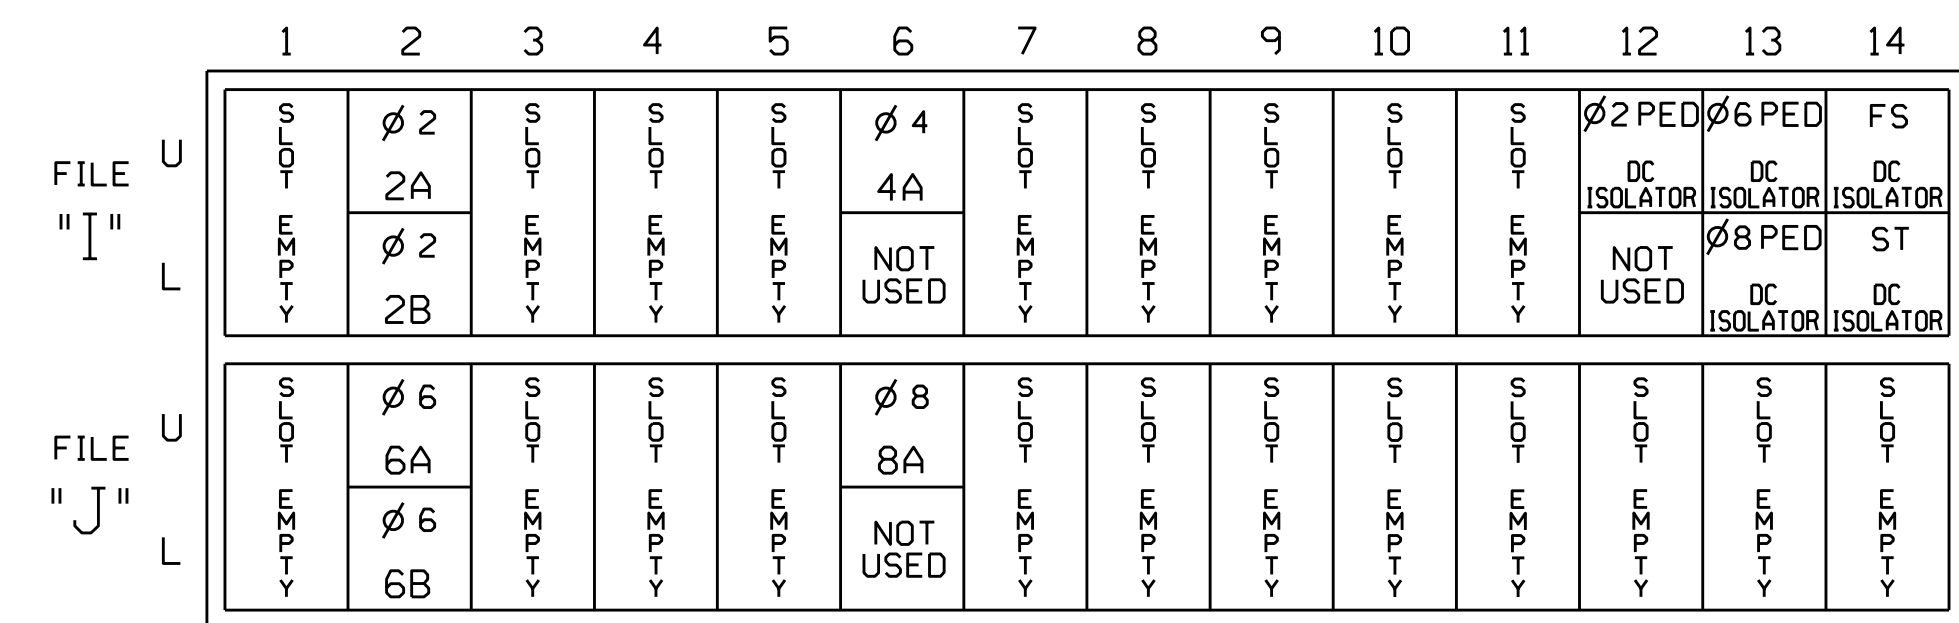 1 2 3 4 5 6 7 8 9 10 11 12 13 14
FILE "I"
U
L
SLOT EMPTY
Ø 2
2A
Ø 2
2B
SLOT EMPTY
SLOT EMPTY
SLOT EMPTY
Ø 4
4A
NOT
USED
SLOT EMPTY
SLOT EMPTY
SLOT EMPTY
SLOT EMPTY
SLOT EMPTY
Ø2 PED
DC
ISOLATOR
NOT
USED
Ø6 PED
DC
ISOLATOR
Ø8 PED
DC
ISOLATOR
FS
DC
ISOLATOR
ST
DC
ISOLATOR
FILE "J"
U
L
SLOT EMPTY
Ø 6
6A
Ø 6
6B
SLOT EMPTY
SLOT EMPTY
SLOT EMPTY
Ø 8
8A
NOT
USED
SLOT EMPTY
SLOT EMPTY
SLOT EMPTY
SLOT EMPTY
SLOT EMPTY
SLOT EMPTY
SLOT EMPTY
SLOT EMPTY